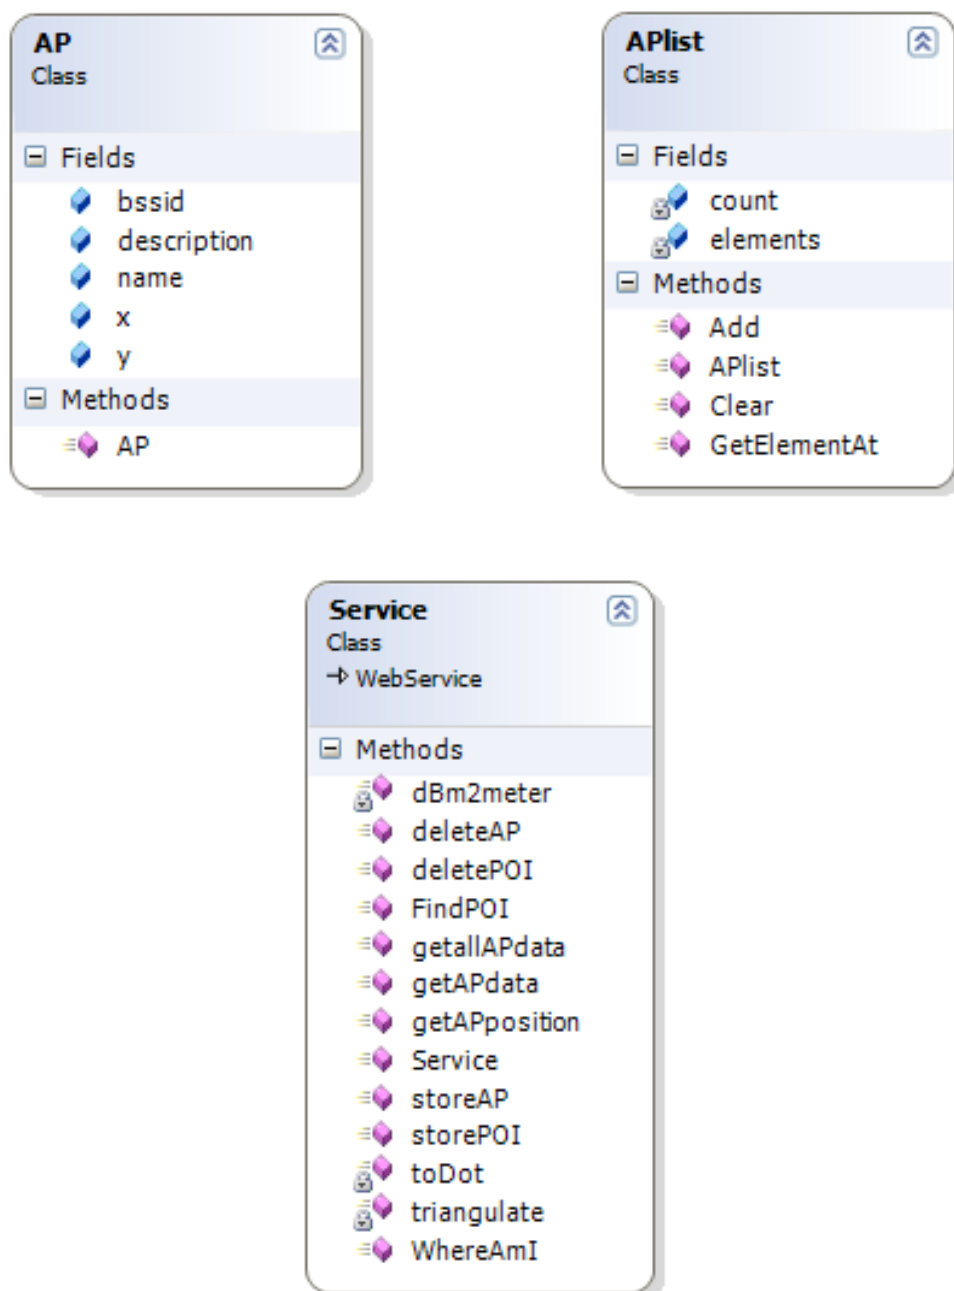 AP
Class
Fields
bssid
description
name
x
y
Methods
AP
APlist
Class
Fields
count
elements
Methods
Add
APlist
Clear
GetElementAt
Service
Class
WebService
Methods
dBm2meter
deleteAP
deletePOI
FindPOI
getallAPdata
getAPdata
getAPposition
Service
storeAP
storePOI
toDot
triangulate
WhereAmI